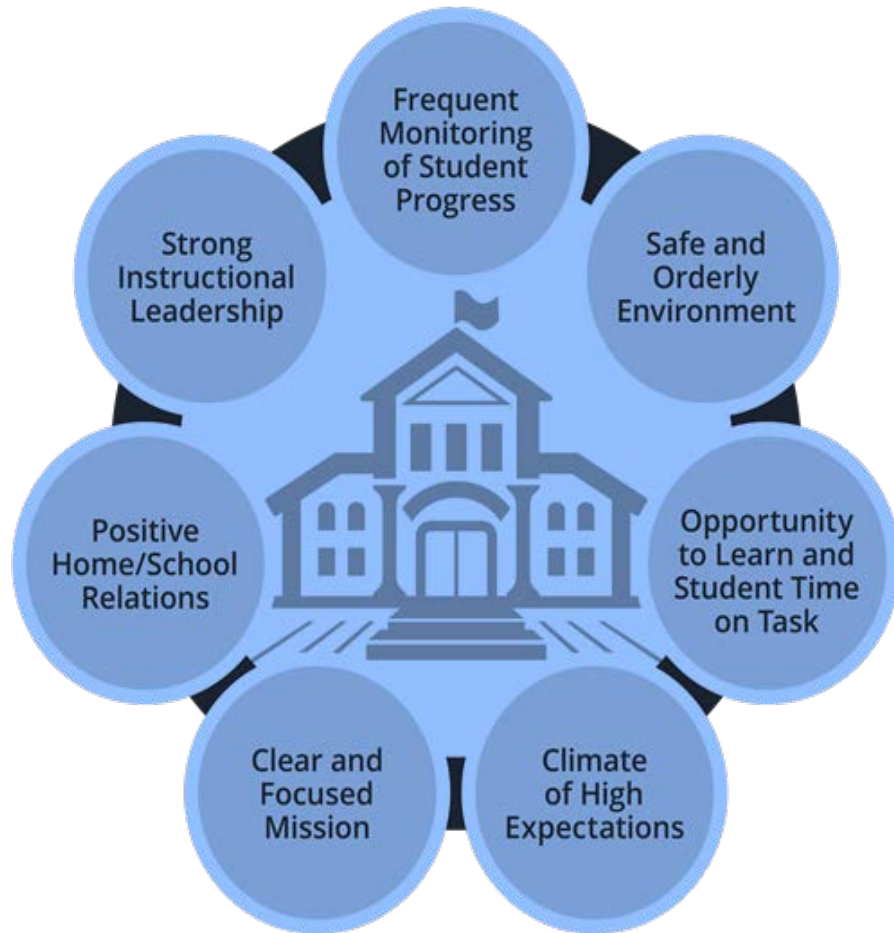 Frequent
Monitoring
of Student
Progress
Strong
Instructional
Leadership
Safe and
Orderly
Environment
Positive
Home/School
Relations
Opportunity
to Learn and
Student Time
on Task
Clear and
Focused
Mission
Climate
of High
Expectations